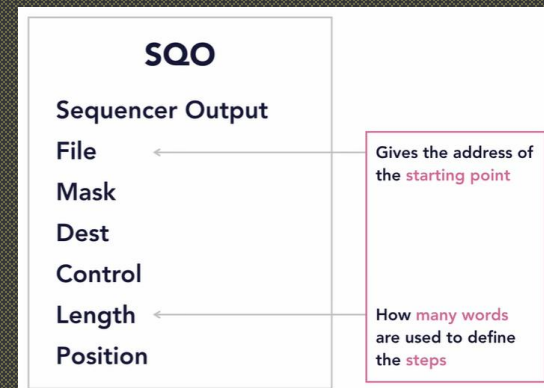 SQO
Sequencer Output
File
Mask
Dest
Control
Length
Position
Gives the address of
the starting point
How many words
are used to define
the steps